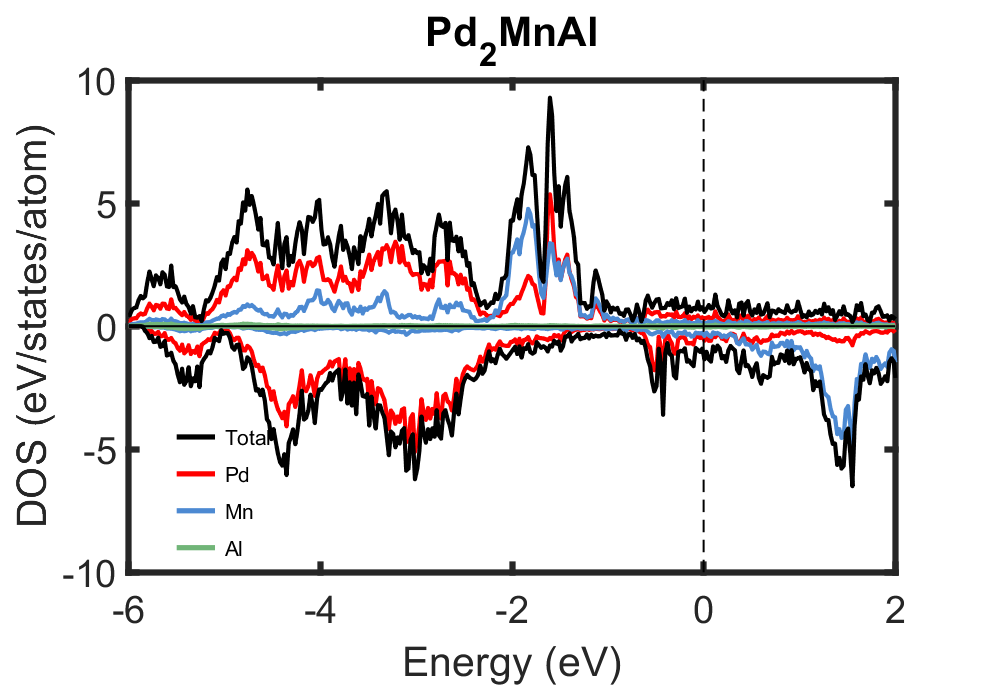 Pd2MnAl
DOS (eV/states/atom)
10
5
0
-5
-10
Total
Pd
Mn
Al
-6 -4 -2 0 2
Energy (eV)